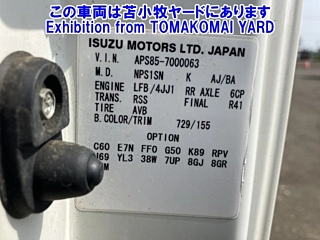 この車両は苫小牧ヤードにあります
Exhibition from TOMAKOMAI YARD
ISUZU MOTORS LTD. JAPAN
V.I.N. APS85-7000063
M.D. NPS1SN K AJ/BA
ENGINE LFB/4JJ1 RR AXLE 6CP
TRANS. RSS FINAL R41
TIRE AVB
B.COLOR/TRIM 729/155
OPTION
C60 E7N FF0 G50 K89 RPV
J69 YL3 38W 7UP 8GJ 8GR